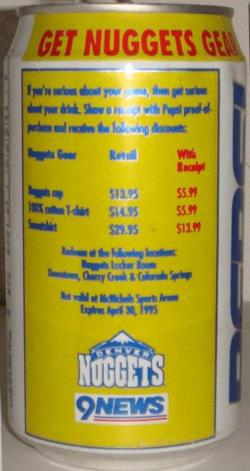 GET NUGGETS GEA
If you're serious about your game, then get serious
about your drink. Show a receipt with Pepsi proof-of-
purchase and receive the following discounts:
Nuggets Gear Retail With Receipt
Nuggets cap $13.95 $5.99
100% cotton T-shirt $14.95 $5.99
Sweatshirt $29.95 $13.99
Redeem at the following locations:
Nuggets Locker Room
Downtown, Cherry Creek & Colorado Springs
Not valid at McNichols Sports Arena
Expires April 30, 1995
DENVER
NUGGETS
9NEWS
PEPSI